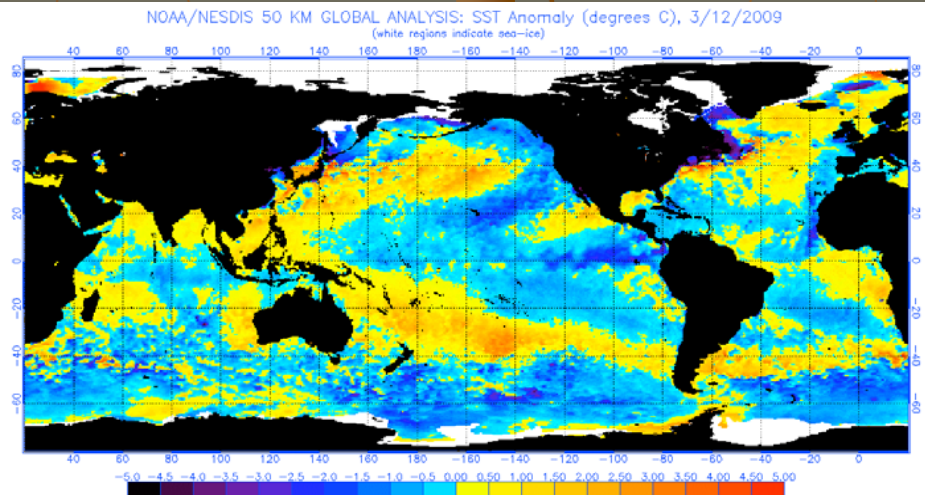 NOAA/NESDIS 50 KM GLOBAL ANALYSIS: SST Anomaly (degrees C), 3/12/2009
(white regions indicate sea-ice)
40 60 80 100 120 140 160 180 -160 -140 -120 -100 -80 -60 -40 -20 0
80 80
60 60
40 40
20 20
0 0
-20 -20
-40 -40
-60 -60
40 60 80 100 120 140 160 180 -160 -140 -120 -100 -80 -60 -40 -20 0
-5.0 -4.5 -4.0 -3.5 -3.0 -2.5 -2.0 -1.5 -1.0 -0.5 0.00 0.50 1.00 1.50 2.00 2.50 3.00 3.50 4.00 4.50 5.00